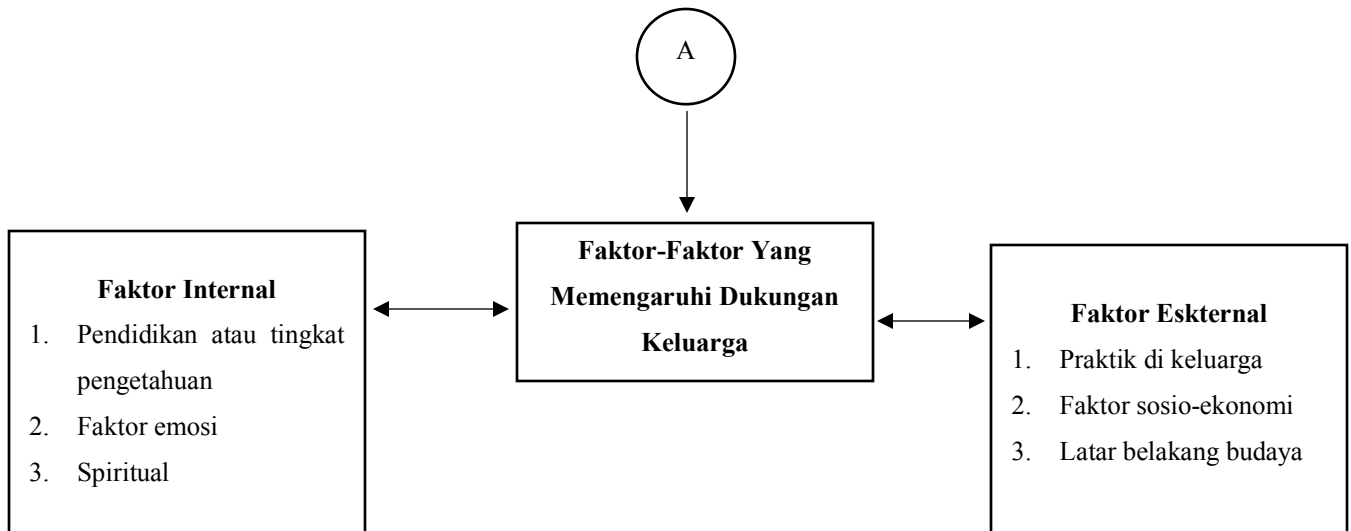 A
Faktor-Faktor Yang
Memengaruhi Dukungan
Keluarga
Faktor Internal
1. Pendidikan atau tingkat
pengetahuan
2. Faktor emosi
3. Spiritual
Faktor Eskternal
1. Praktik di keluarga
2. Faktor sosio-ekonomi
3. Latar belakang budaya